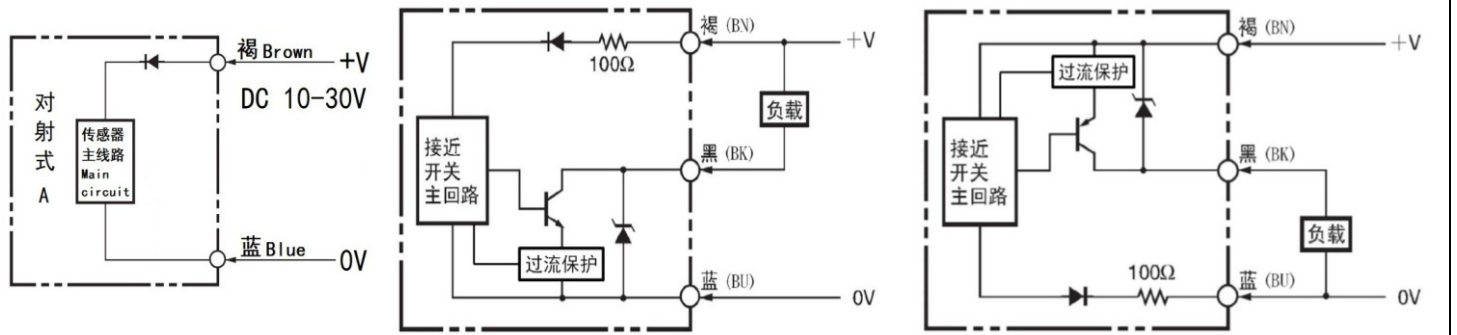 褐 Brown
+V
DC 10-30V
对
射
式
A
传感器
主线路
Main
circuit
蓝 Blue
0V
褐 (BN)
+V
100Ω
负载
接近
开关
主回路
黑 (BK)
过流保护
蓝 (BU)
0V
褐 (BN)
+V
过流保护
接近
开关
主回路
黑 (BK)
负载
100Ω
蓝 (BU)
0V